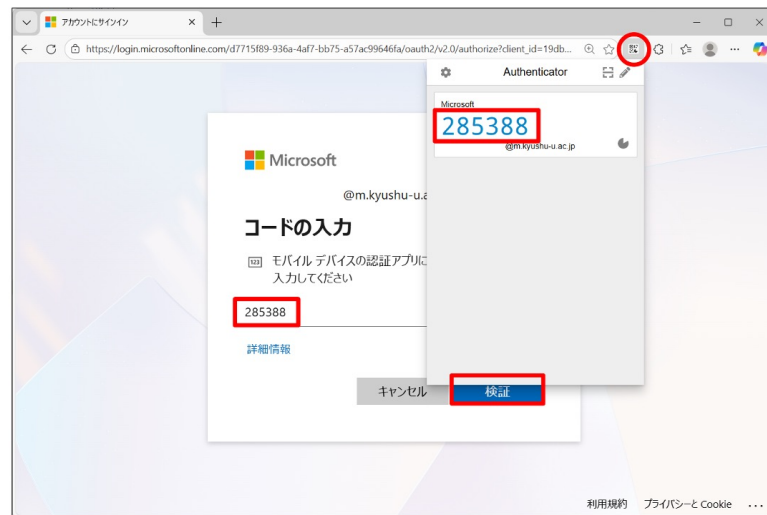 アカウントにサインイン
https://login.microsoftonline.com/d7715f89-936a-4af7-bb75-a57ac99646fa/oauth2/v2.0/authorize?client_id=19db...
Authenticator
Microsoft
285388
@m.kyushu-u.ac.jp
Microsoft
@m.kyushu-u.a
コードの入力
123 モバイル デバイスの認証アプリに
入力してください
285388
詳細情報
キャンセル
検証
利用規約 プライバシーと Cookie ...